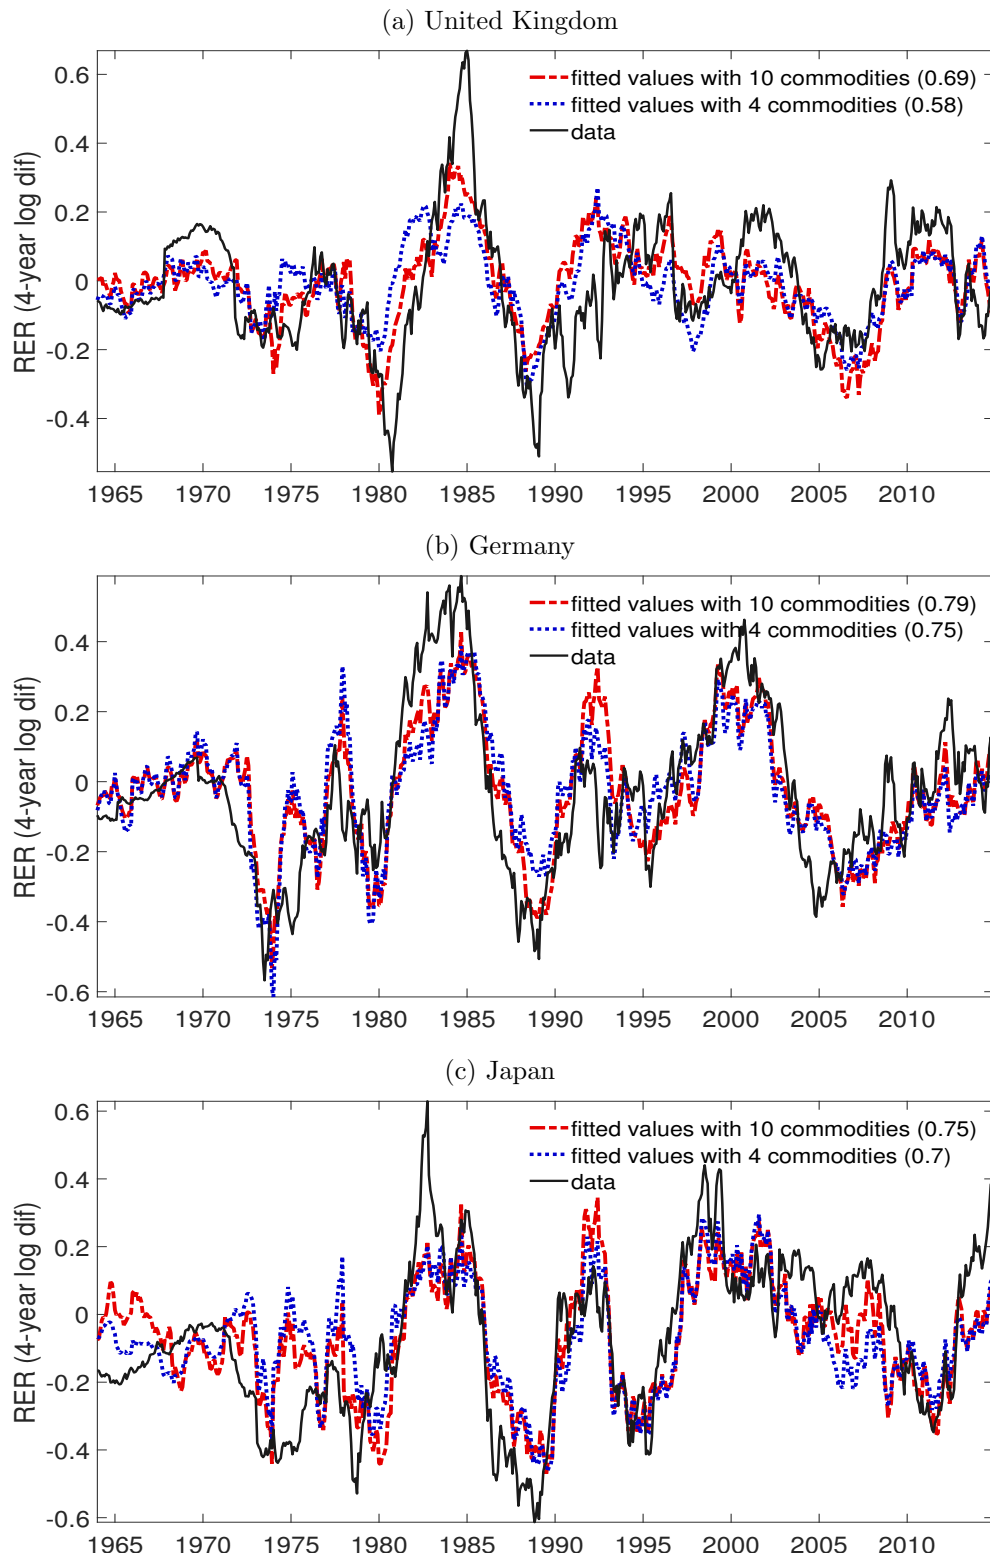 (a) United Kingdom
fitted values with 10 commodities (0.69)
fitted values with 4 commodities (0.58)
data
RER (4-year log dif)
0.6
0.4
0.2
0
-0.2
-0.4
1965 1970 1975 1980 1985 1990 1995 2000 2005 2010
(b) Germany
fitted values with 10 commodities (0.79)
fitted values with 4 commodities (0.75)
data
RER (4-year log dif)
0.4
0.2
0
-0.2
-0.4
-0.6
1965 1970 1975 1980 1985 1990 1995 2000 2005 2010
(c) Japan
fitted values with 10 commodities (0.75)
fitted values with 4 commodities (0.7)
data
RER (4-year log dif)
0.6
0.4
0.2
0
-0.2
-0.4
-0.6
1965 1970 1975 1980 1985 1990 1995 2000 2005 2010